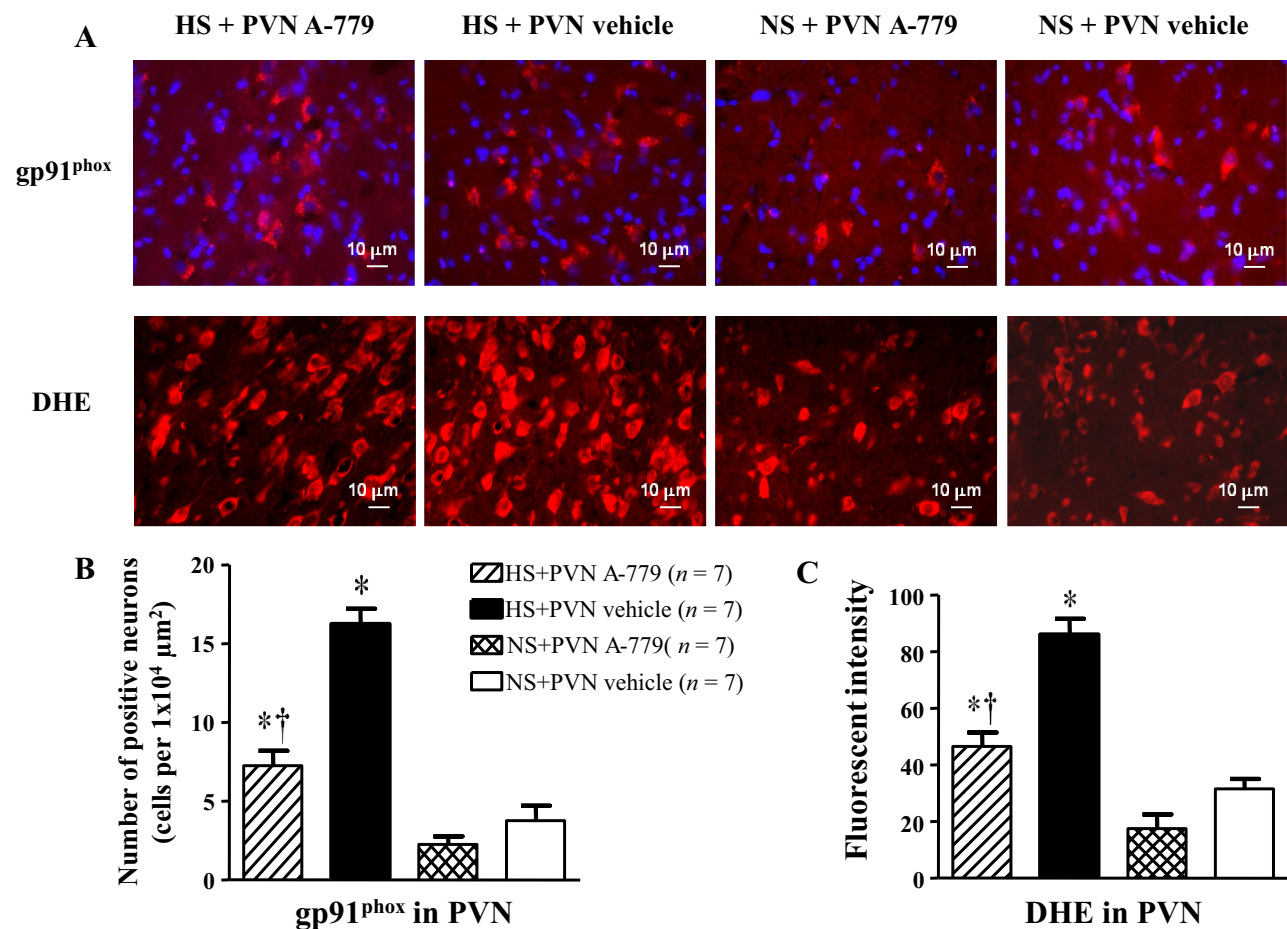 A
HS + PVN A-779
HS + PVN vehicle
NS + PVN A-779
NS + PVN vehicle
gp91phox
10 μm
10 μm
10 μm
10 μm
DHE
10 μm
10 μm
10 μm
10 μm
B
Number of positive neurons
(cells per 1x10⁴ μm²)
20
15
10
5
0
*†
*
gp91phox in PVN
HS+PVN A-779 (n = 7)
HS+PVN vehicle (n = 7)
NS+PVN A-779( n = 7)
NS+PVN vehicle (n = 7)
C
Fluorescent intensity
100
80
60
40
20
0
*†
*
DHE in PVN